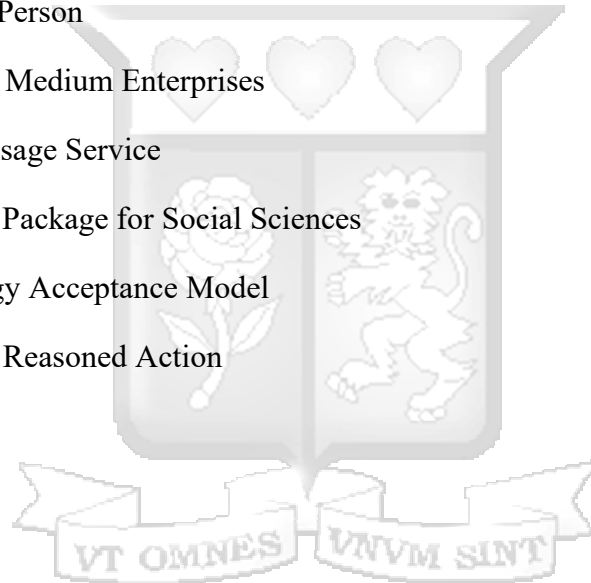 Person
Medium Enterprises
sage Service
Package for Social Sciences
gy Acceptance Model
Reasoned Action
VT OMNES VNVM SINT